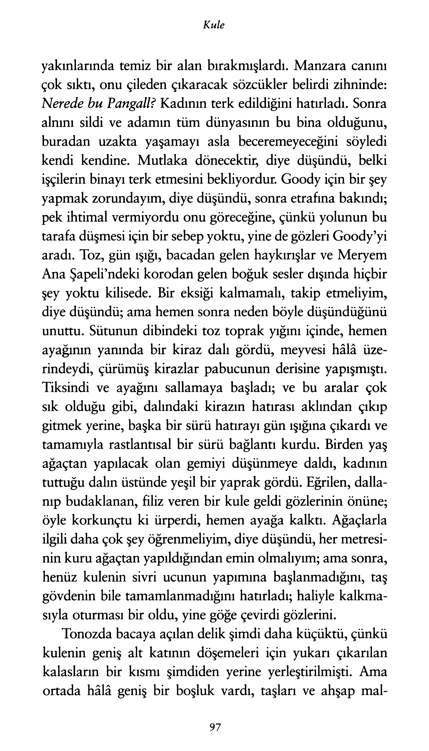 Kule
yakınlarında temiz bir alan bırakmışlardı. Manzara canını
çok sıktı, onu çileden çıkaracak sözcükler belirdi zihninde:
Nerede bu Pangall? Kadının terk edildiğini hatırladı. Sonra
alnını sildi ve adamın tüm dünyasının bu bina olduğunu,
buradan uzakta yaşamayı asla beceremeyeceğini söyledi
kendi kendine. Mutlaka dönecektir, diye düşündü, belki
işçilerin binayı terk etmesini bekliyordur. Goody için bir şey
yapmak zorundayım, diye düşündü, sonra etrafına bakındı;
pek ihtimal vermiyordu onu göreceğine, çünkü yolunun bu
tarafa düşmesi için bir sebep yoktu, yine de gözleri Goody'yi
aradı. Toz, gün ışığı, bacadan gelen haykırışlar ve Meryem
Ana Şapeli'ndeki korodan gelen boğuk sesler dışında hiçbir
şey yoktu kilisede. Bir eksiği kalmamalı, takip etmeliyim,
diye düşündü; ama hemen sonra neden böyle düşündüğünü
unuttu. Sütunun dibindeki toz toprak yığını içinde, hemen
ayağının yanında bir kiraz dalı gördü, meyvesi hâlâ üze-
rindeydi, çürümüş kirazlar pabucunun derisine yapışmıştı.
Tiksindi ve ayağını sallamaya başladı; ve bu aralar çok
sık olduğu gibi, dalındaki kirazın hatırası aklından çıkıp
gitmek yerine, başka bir sürü hatırayı gün ışığına çıkardı ve
tamamıyla rastlantısal bir sürü bağlantı kurdu. Birden yaş
ağaçtan yapılacak olan gemiyi düşünmeye daldı, kadının
tuttuğu dalın üstünde yeşil bir yaprak gördü. Eğrilen, dalla-
nıp budaklanan, filiz veren bir kule geldi gözlerinin önüne;
öyle korkunçtu ki ürperdi, hemen ayağa kalktı. Ağaçlarla
ilgili daha çok şey öğrenmeliyim, diye düşündü, her metresi-
nin kuru ağaçtan yapıldığından emin olmalıyım; ama sonra,
henüz kulenin sivri ucunun yapımına başlanmadığını, taş
gövdenin bile tamamlanmadığını hatırladı; haliyle kalkma-
sıyla oturması bir oldu, yine göğe çevirdi gözlerini.
Tonozda bacaya açılan delik şimdi daha küçüktü, çünkü
kulenin geniş alt katının döşemeleri için yukarı çıkarılan
kalasların bir kısmı şimdiden yerine yerleştirilmişti. Ama
ortada hâlâ geniş bir boşluk vardı, taşları ve ahşap mal-
97